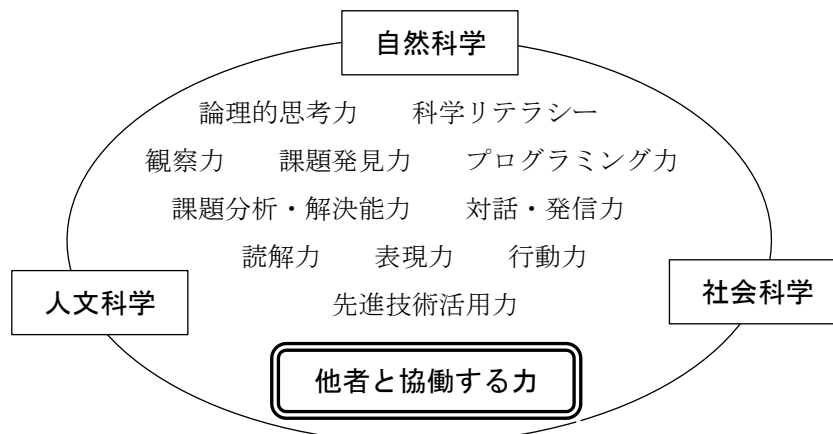 自然科学
論理的思考力 科学リテラシー
観察力 課題発見力 プログラミング力
課題分析・解決能力 対話・発信力
読解力 表現力 行動力
人文科学
社会科学
先進技術活用力
他者と協働する力